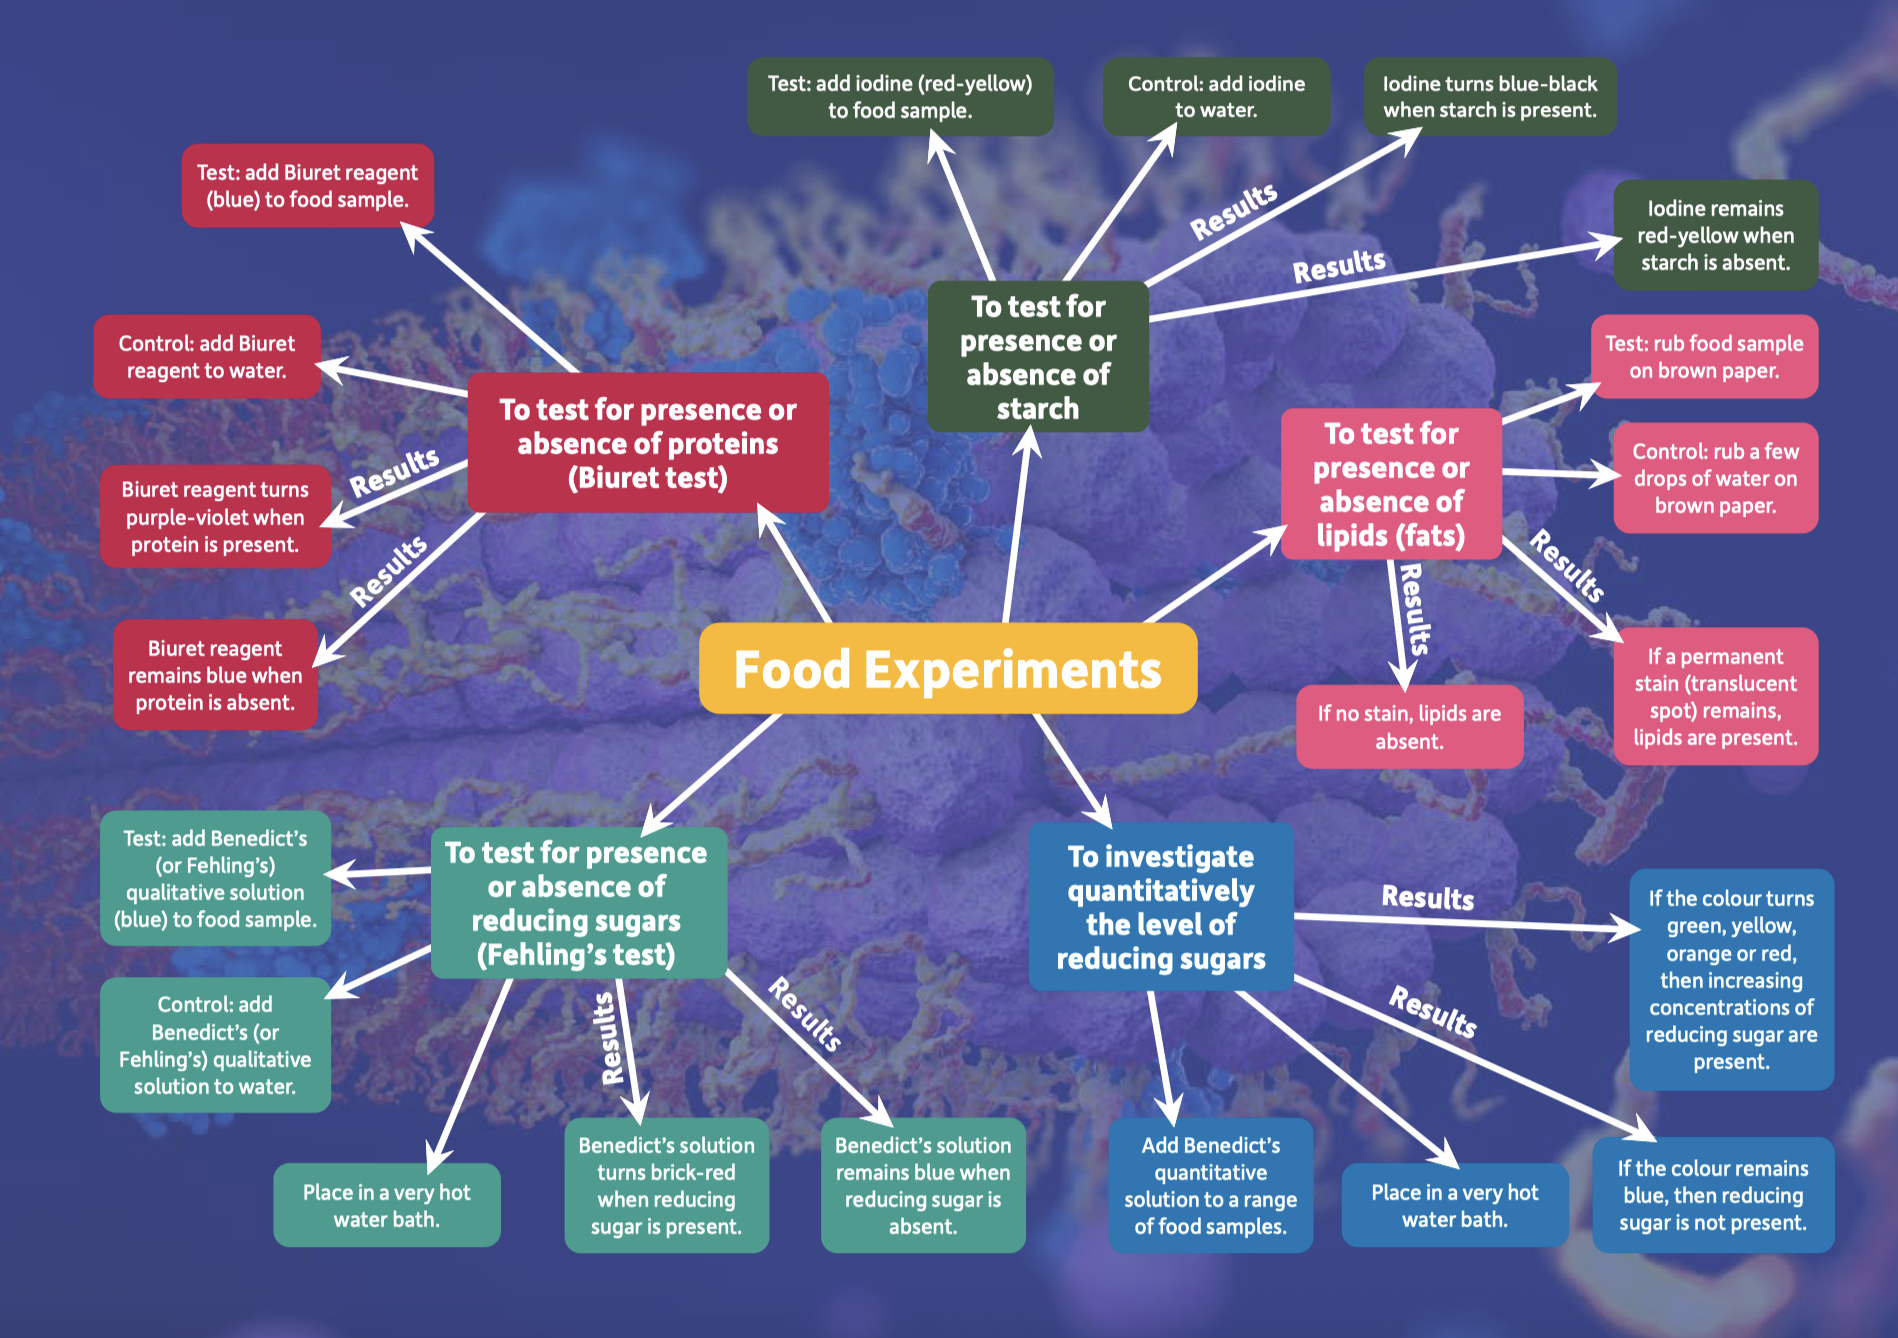 Food Experiments
To test for
presence or
absence of
starch
Test: add iodine (red-yellow)
to food sample.
Control: add iodine
to water.
Results
Iodine turns blue-black
when starch is present.
Results
Iodine remains
red-yellow when
starch is absent.
To test for
presence or
absence of
lipids (fats)
Test: rub food sample
on brown paper.
Control: rub a few
drops of water on
brown paper.
Results
If a permanent
stain (translucent
spot) remains,
lipids are present.
Results
If no stain, lipids are
absent.
To investigate
quantitatively
the level of
reducing sugars
Results
If the colour turns
green, yellow,
orange or red,
then increasing
concentrations of
reducing sugar are
present.
Results
If the colour remains
blue, then reducing
sugar is not present.
Place in a very hot
water bath.
Add Benedict’s
quantitative
solution to a range
of food samples.
To test for presence
or absence of
reducing sugars
(Fehling’s test)
Test: add Benedict’s
(or Fehling’s)
qualitative solution
(blue) to food sample.
Control: add
Benedict’s (or
Fehling’s) qualitative
solution to water.
Place in a very hot
water bath.
Results
Benedict’s solution
turns brick-red
when reducing
sugar is present.
Results
Benedict’s solution
remains blue when
reducing sugar is
absent.
To test for presence or
absence of proteins
(Biuret test)
Test: add Biuret reagent
(blue) to food sample.
Control: add Biuret
reagent to water.
Results
Biuret reagent turns
purple-violet when
protein is present.
Results
Biuret reagent
remains blue when
protein is absent.